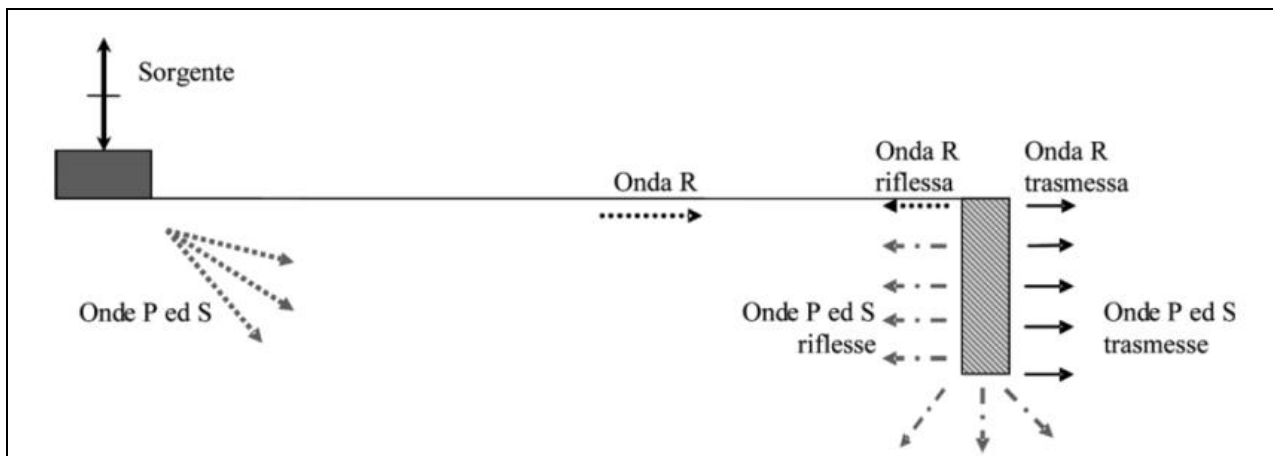 Sorgente
Onda R
Onda R
riflessa
Onda R
trasmessa
Onde P ed S
Onde P ed S
riflesse
Onde P ed S
trasmesse